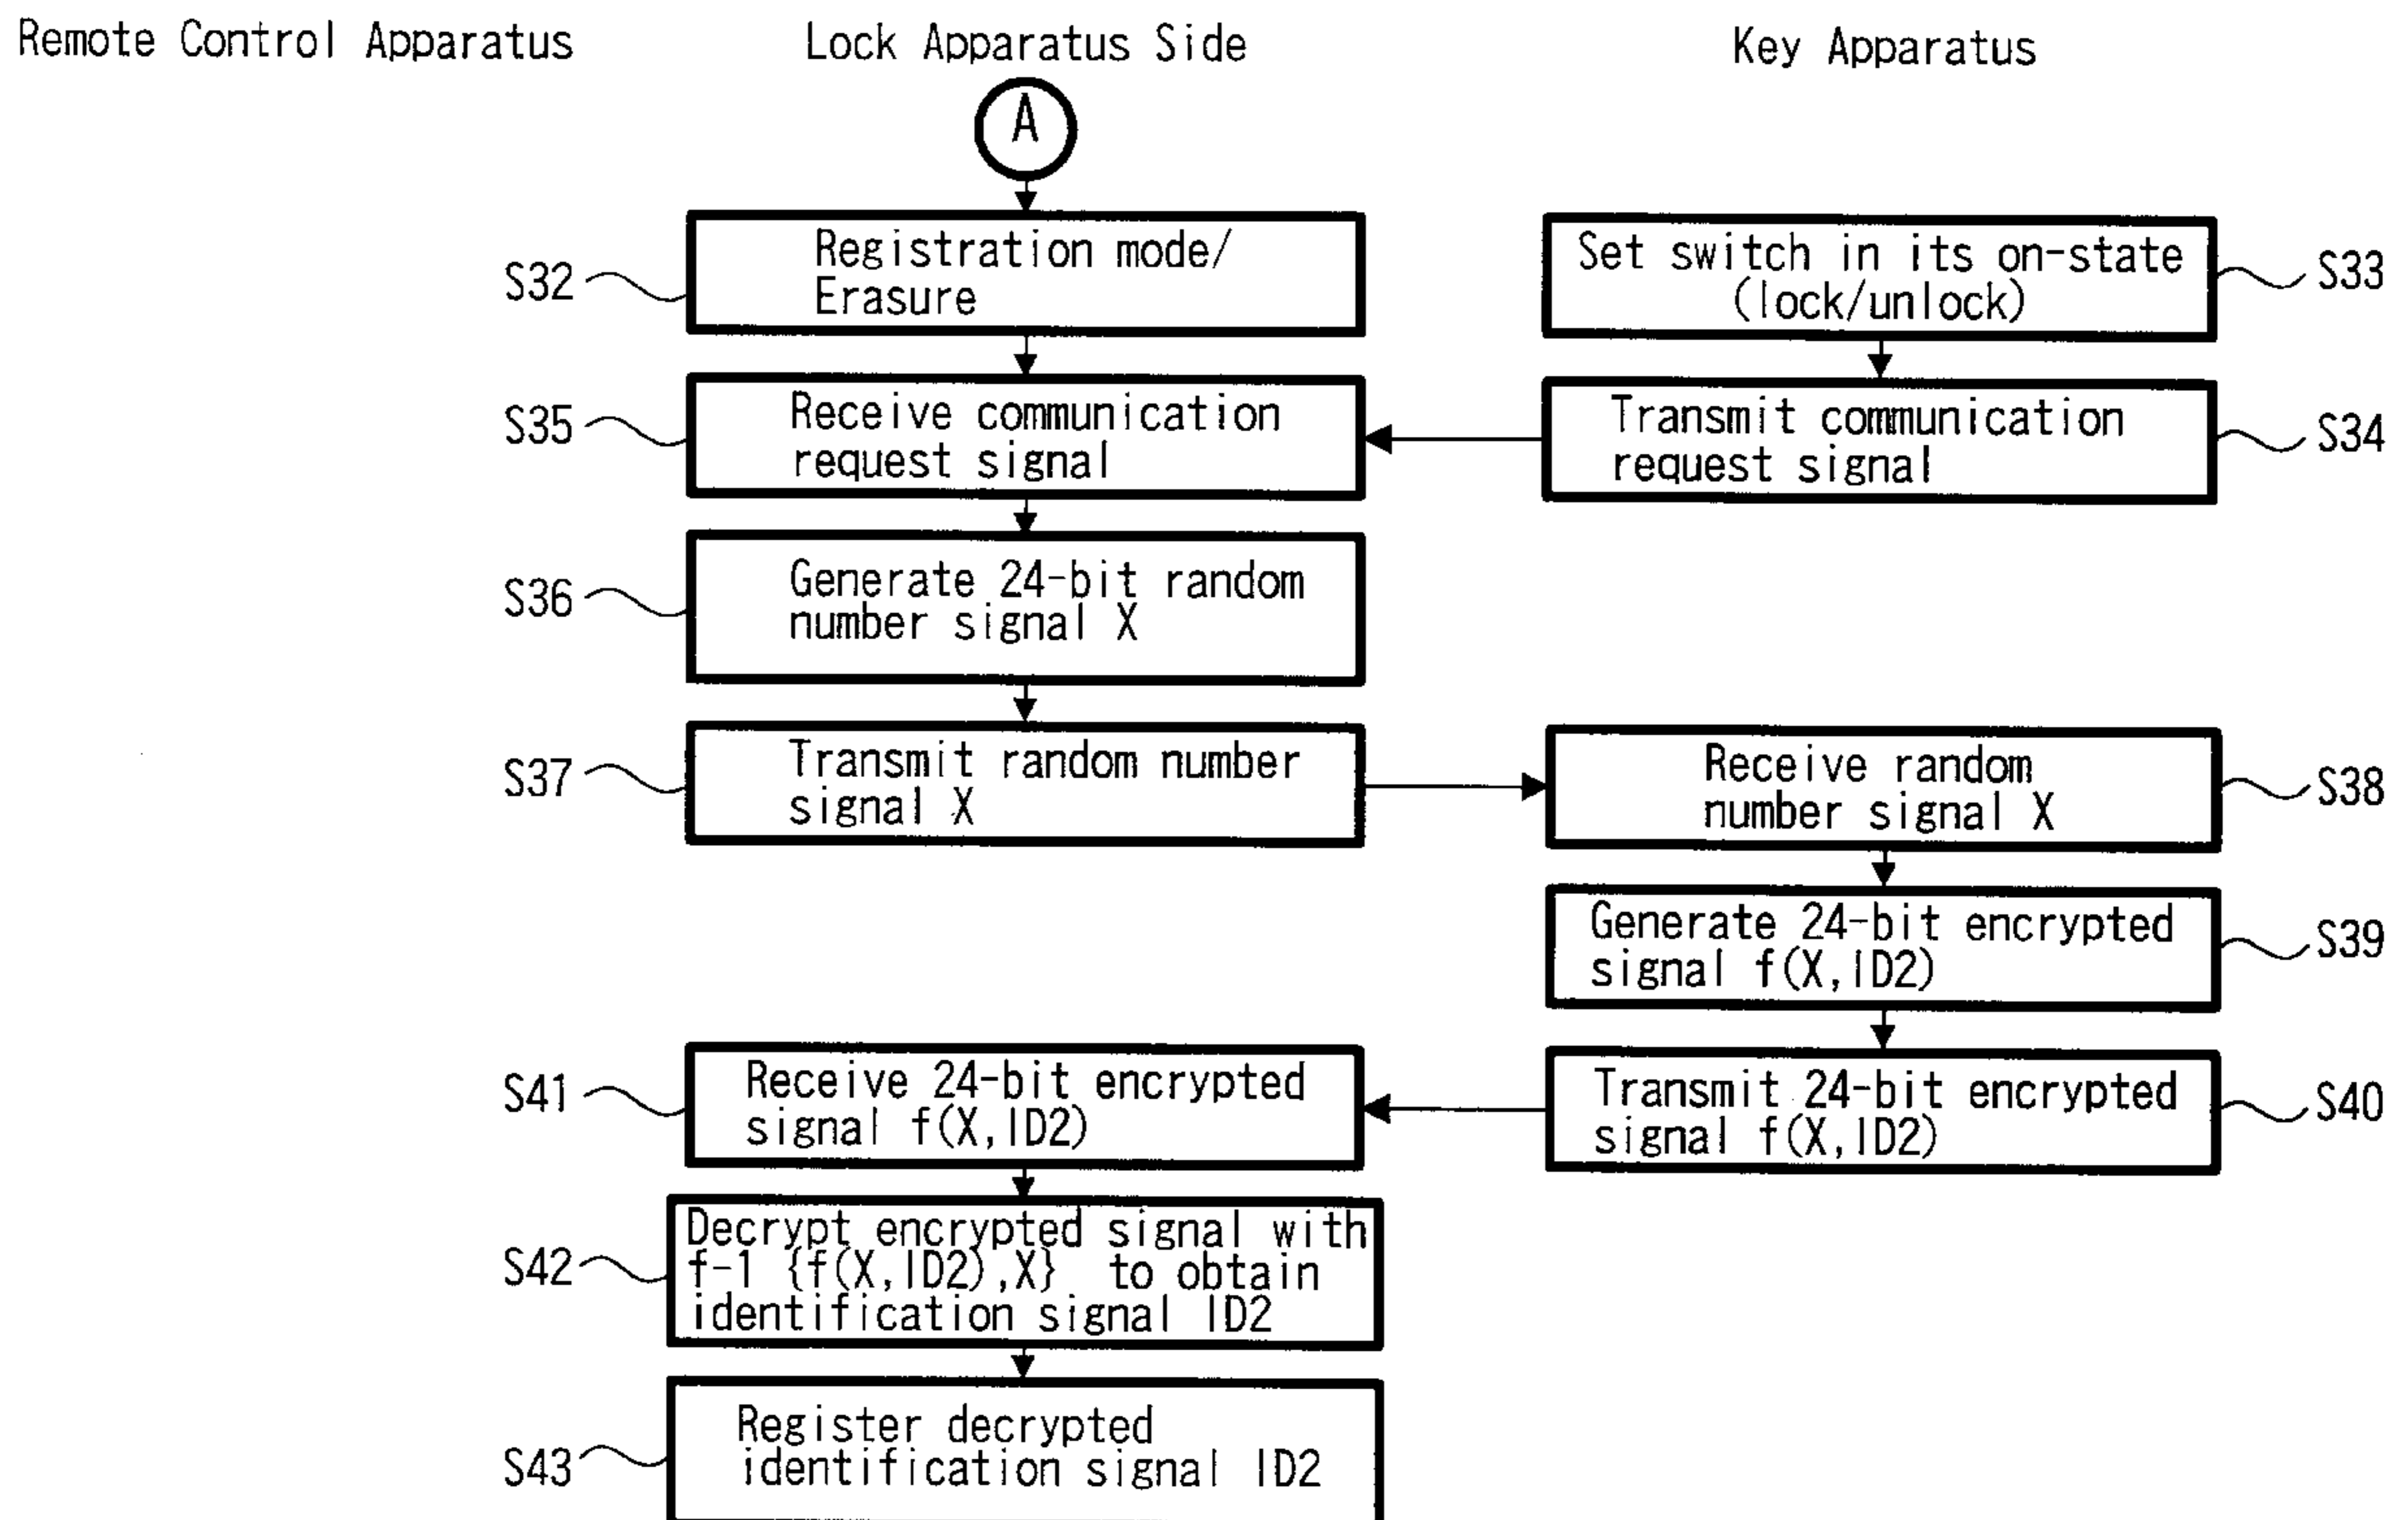 Remote Control Apparatus
Lock Apparatus Side
Key Apparatus
A
S32
Registration mode/
Erasure
Set switch in its on-state
(lock/unlock)
S33
S35
Receive communication
request signal
Transmit communication
request signal
S34
S36
Generate 24-bit random
number signal X
S37
Transmit random number
signal X
Receive random
number signal X
S38
Generate 24-bit encrypted
signal f(X,ID2)
S39
S41
Receive 24-bit encrypted
signal f(X,ID2)
Transmit 24-bit encrypted
signal f(X,ID2)
S40
S42
Decrypt encrypted signal with
f-1 {f(X,ID2),X} to obtain
identification signal ID2
S43
Register decrypted
identification signal ID2